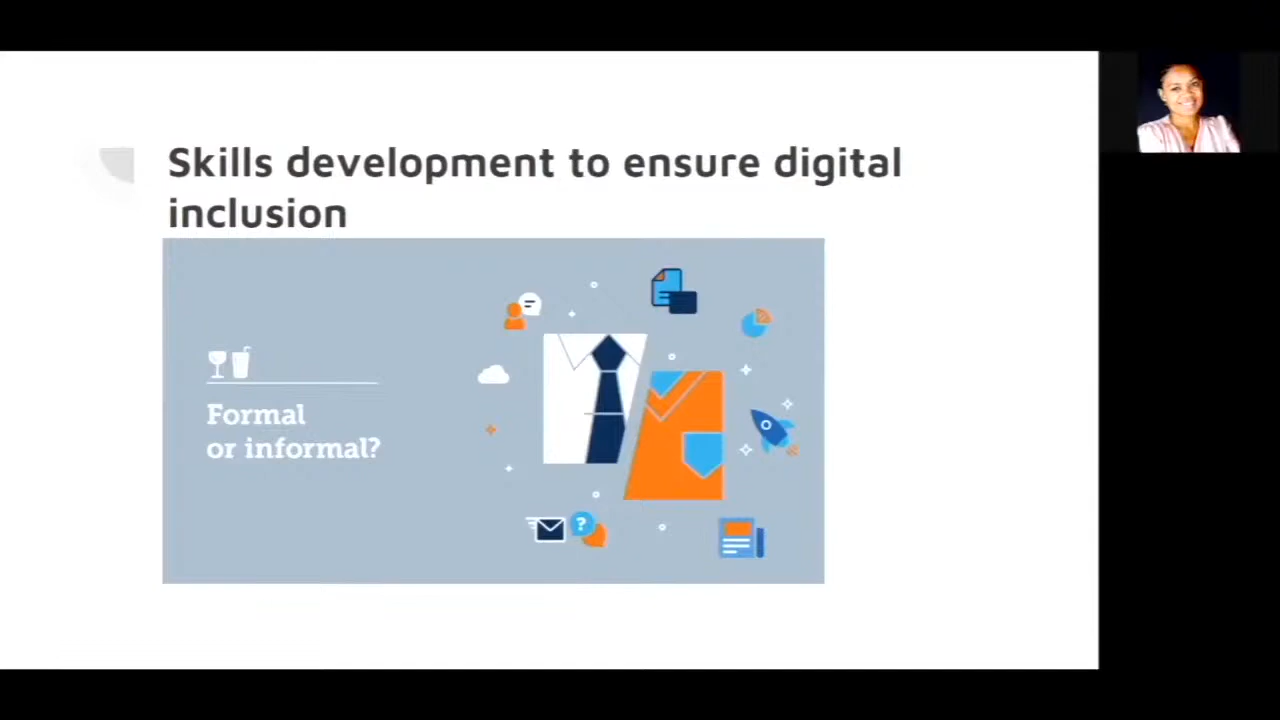 Skills development to ensure digital
inclusion
Formal
or informal?
?